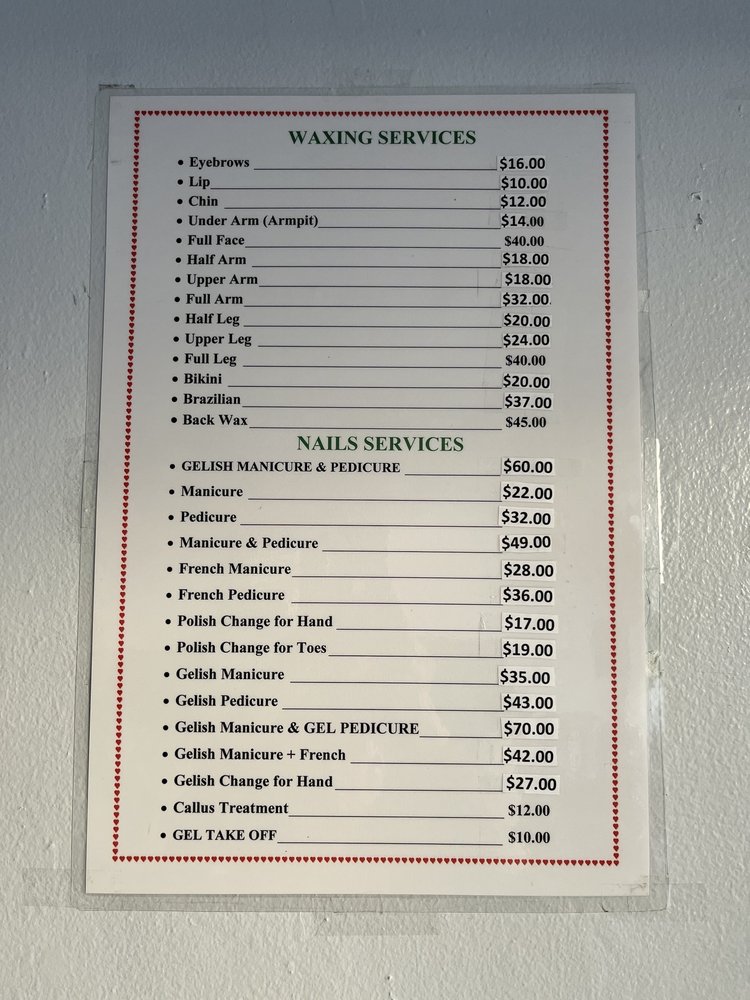 WAXING SERVICES
• Eyebrows $16.00
• Lip $10.00
• Chin $12.00
• Under Arm (Armpit) $14.00
• Full Face $40.00
• Half Arm $18.00
• Upper Arm $18.00
• Full Arm $32.00
• Half Leg $20.00
• Upper Leg $24.00
• Full Leg $40.00
• Bikini $20.00
• Brazilian $37.00
• Back Wax $45.00
NAILS SERVICES
• GELISH MANICURE & PEDICURE $60.00
• Manicure $22.00
• Pedicure $32.00
• Manicure & Pedicure $49.00
• French Manicure $28.00
• French Pedicure $36.00
• Polish Change for Hand $17.00
• Polish Change for Toes $19.00
• Gelish Manicure $35.00
• Gelish Pedicure $43.00
• Gelish Manicure & GEL PEDICURE $70.00
• Gelish Manicure + French $42.00
• Gelish Change for Hand $27.00
• Callus Treatment $12.00
• GEL TAKE OFF $10.00